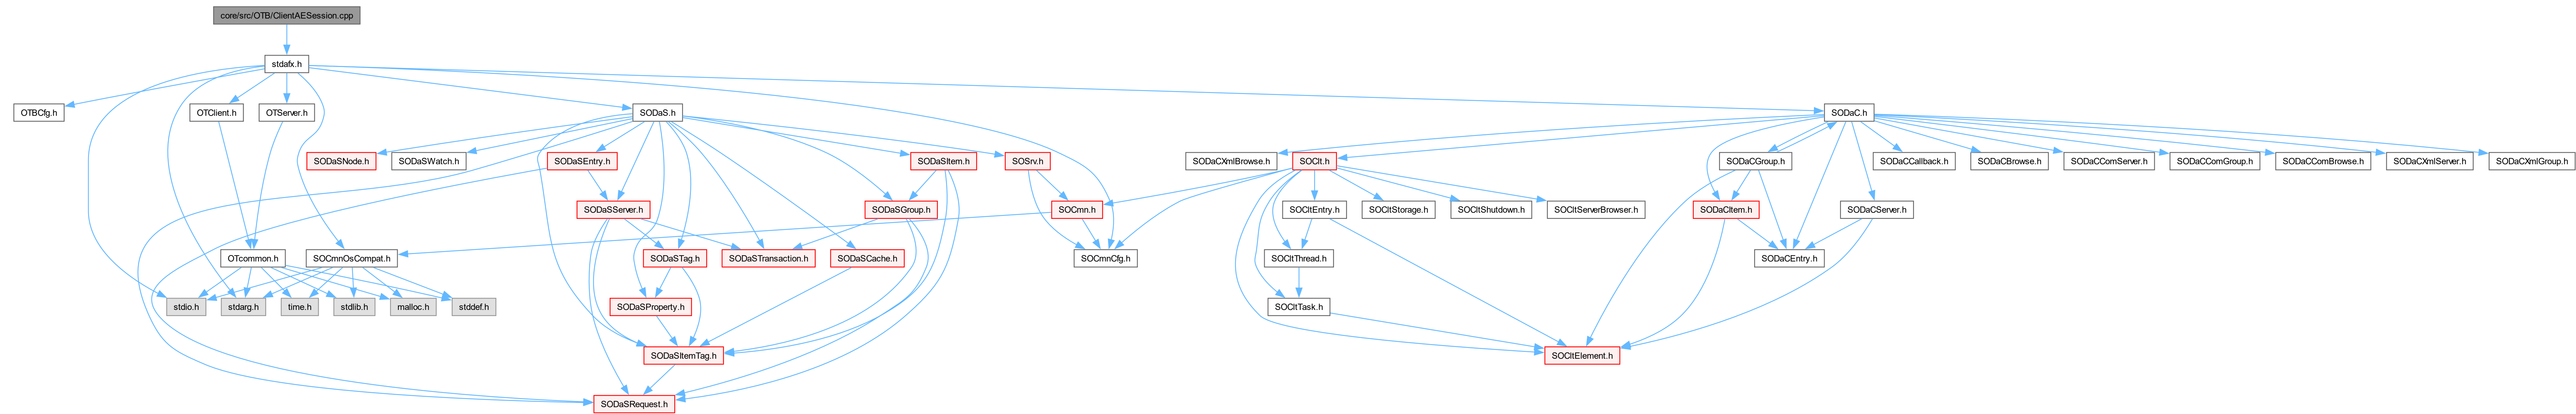 core/src/OTB/ClientAESession.cpp
stdafx.h
OTBCfg.h
OTClient.h
OTServer.h
SODaS.h
SODaC.h
SODaSNode.h
SODaSWatch.h
SODaSEntry.h
SODaSItem.h
SOSrv.h
SODaCXmlBrowse.h
SOClt.h
SODaCGroup.h
SODaCCallback.h
SODaCBrowse.h
SODaCComServer.h
SODaCComGroup.h
SODaCComBrowse.h
SODaCXmlServer.h
SODaCXmlGroup.h
SODaSServer.h
SODaSGroup.h
SOCmn.h
SOCltEntry.h
SOCltStorage.h
SOCltShutdown.h
SOCltServerBrowser.h
SODaCItem.h
SODaCServer.h
OTcommon.h
SOCmnOsCompat.h
SODaSTag.h
SODaSTransaction.h
SODaSCache.h
SOCmnCfg.h
SOCltThread.h
SODaCEntry.h
stdio.h
stdarg.h
time.h
stdlib.h
malloc.h
stddef.h
SODaSProperty.h
SOCltTask.h
SODaSItemTag.h
SOCltElement.h
SODaSRequest.h